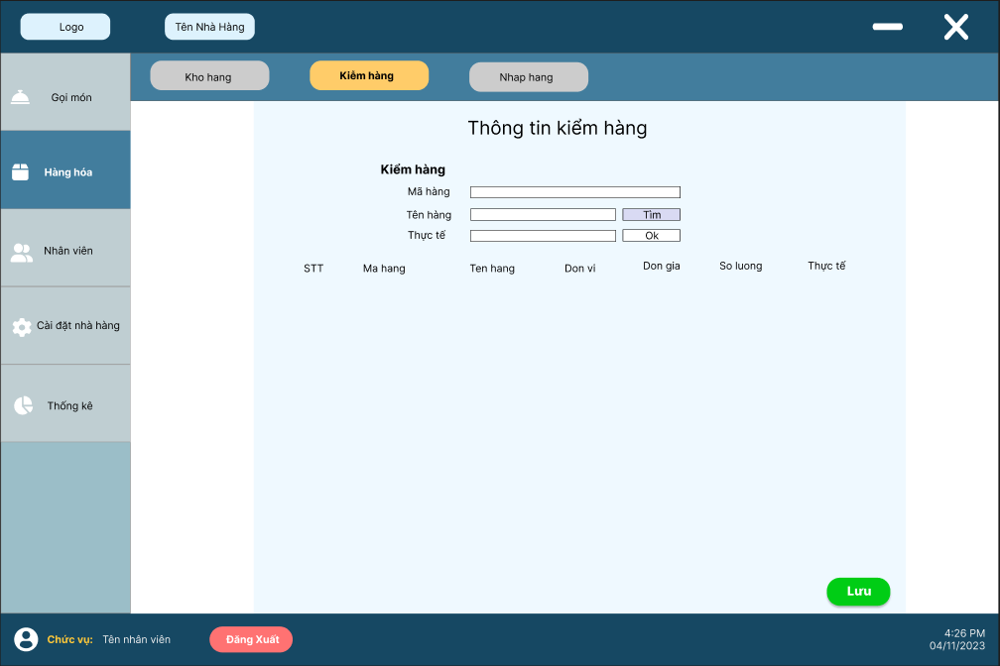 Logo
Tên Nhà Hàng
Kho hang
Kiểm hàng
Nhap hang
Gọi món
Hàng hóa
Nhân viên
Cài đặt nhà hàng
Thống kê
Thông tin kiểm hàng
Kiểm hàng
Mã hàng
Tên hàng
Tìm
Thực tế
Ok
STT Ma hang Ten hang Don vi Don gia So luong Thực tế
Lưu
Chức vụ: Tên nhân viên
Đăng Xuất
4:26 PM
04/11/2023